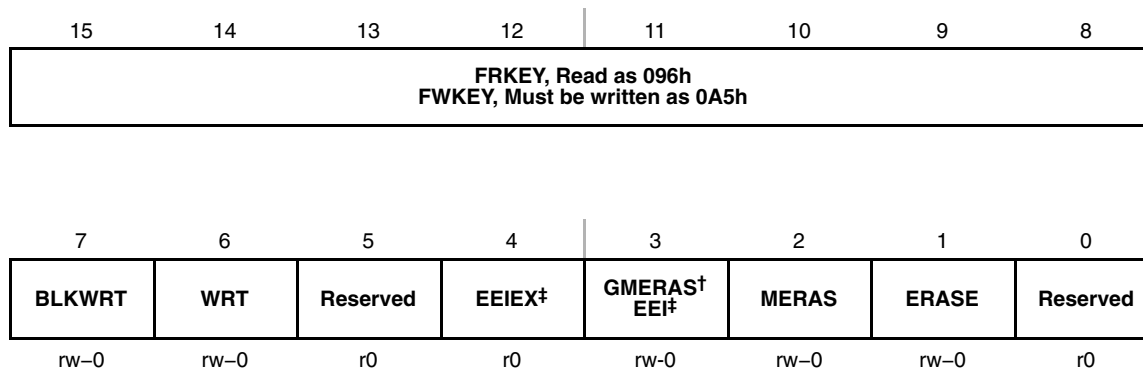 15 14 13 12 11 10 9 8
FRKEY, Read as 096h
FWKEY, Must be written as 0A5h
7 6 5 4 3 2 1 0
BLKWRT WRT Reserved EEIEX‡ GMERAS† EEI‡ MERAS ERASE Reserved
rw−0 rw−0 r0 r0 rw-0 rw−0 rw−0 r0